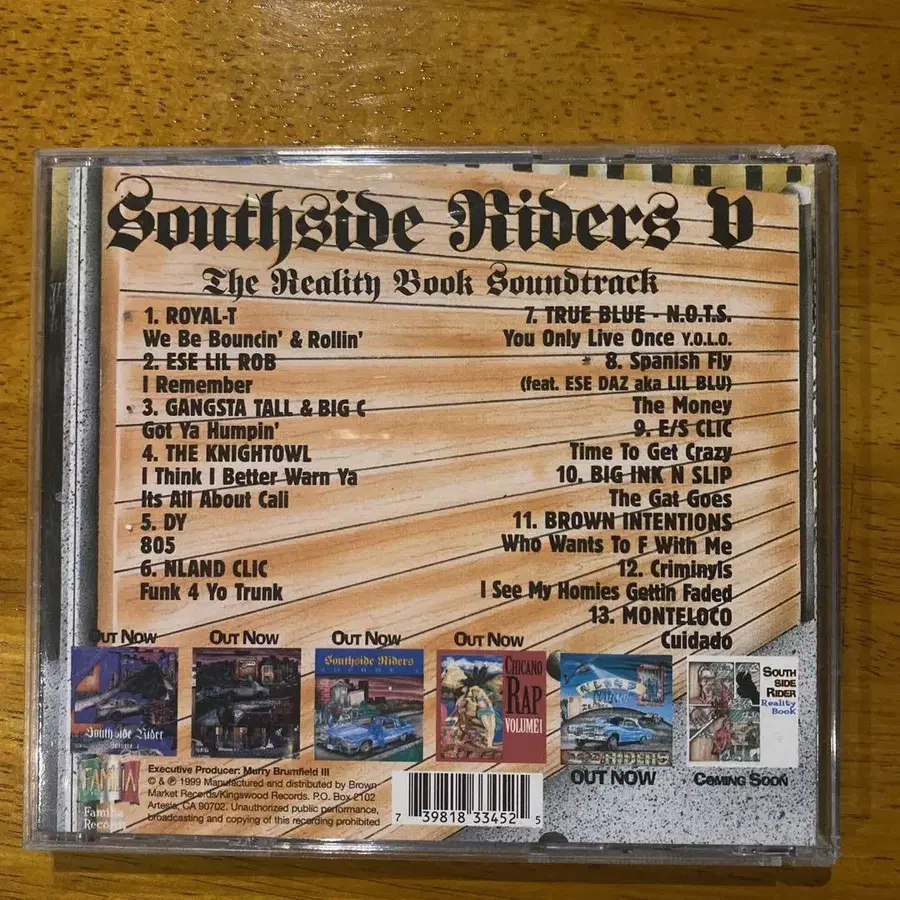 Southside Riders V
The Reality Book Soundtrack
1. ROYAL-T
We Be Bouncin' & Rollin'
2. ESE LIL ROB
I Remember
3. GANGSTA TALL & BIG C
Got Ya Humpin'
4. THE KNIGHTOWL
I Think I Better Warn Ya
Its All About Cali
5. DY
805
6. NLAND CLIC
Funk 4 Yo Trunk
7. TRUE BLUE - N.O.T.S.
You Only Live Once Y.O.L.O.
8. Spanish Fly
(feat. ESE DAZ aka LIL BLU)
The Money
9. E/S CLIC
Time To Get Crazy
10. BIG INK N SLIP
The Gat Goes
11. BROWN INTENTIONS
Who Wants To F With Me
12. Criminyls
I See My Homies Gettin Faded
13. MONTELOCO
Cuidado
OUT NOW
OUT NOW
OUT NOW
OUT NOW
Southside Rider
Southside Riders
CHICANO
RAP
VOLUME 1
RIDERS
SOUTH
SIDE
RIDER
Reality
Book
OUT NOW
COMING SOON
FAMILIA
Familia
Records
Executive Producer: Murry Brumfield III
© & ℗ 1999 Manufactured and distributed by Brown
Market Records/Kingswood Records. P.O. Box 2102
Artesia, CA 90702. Unauthorized public performance,
broadcasting and copying of this recording prohibited
7 39818 33452 5